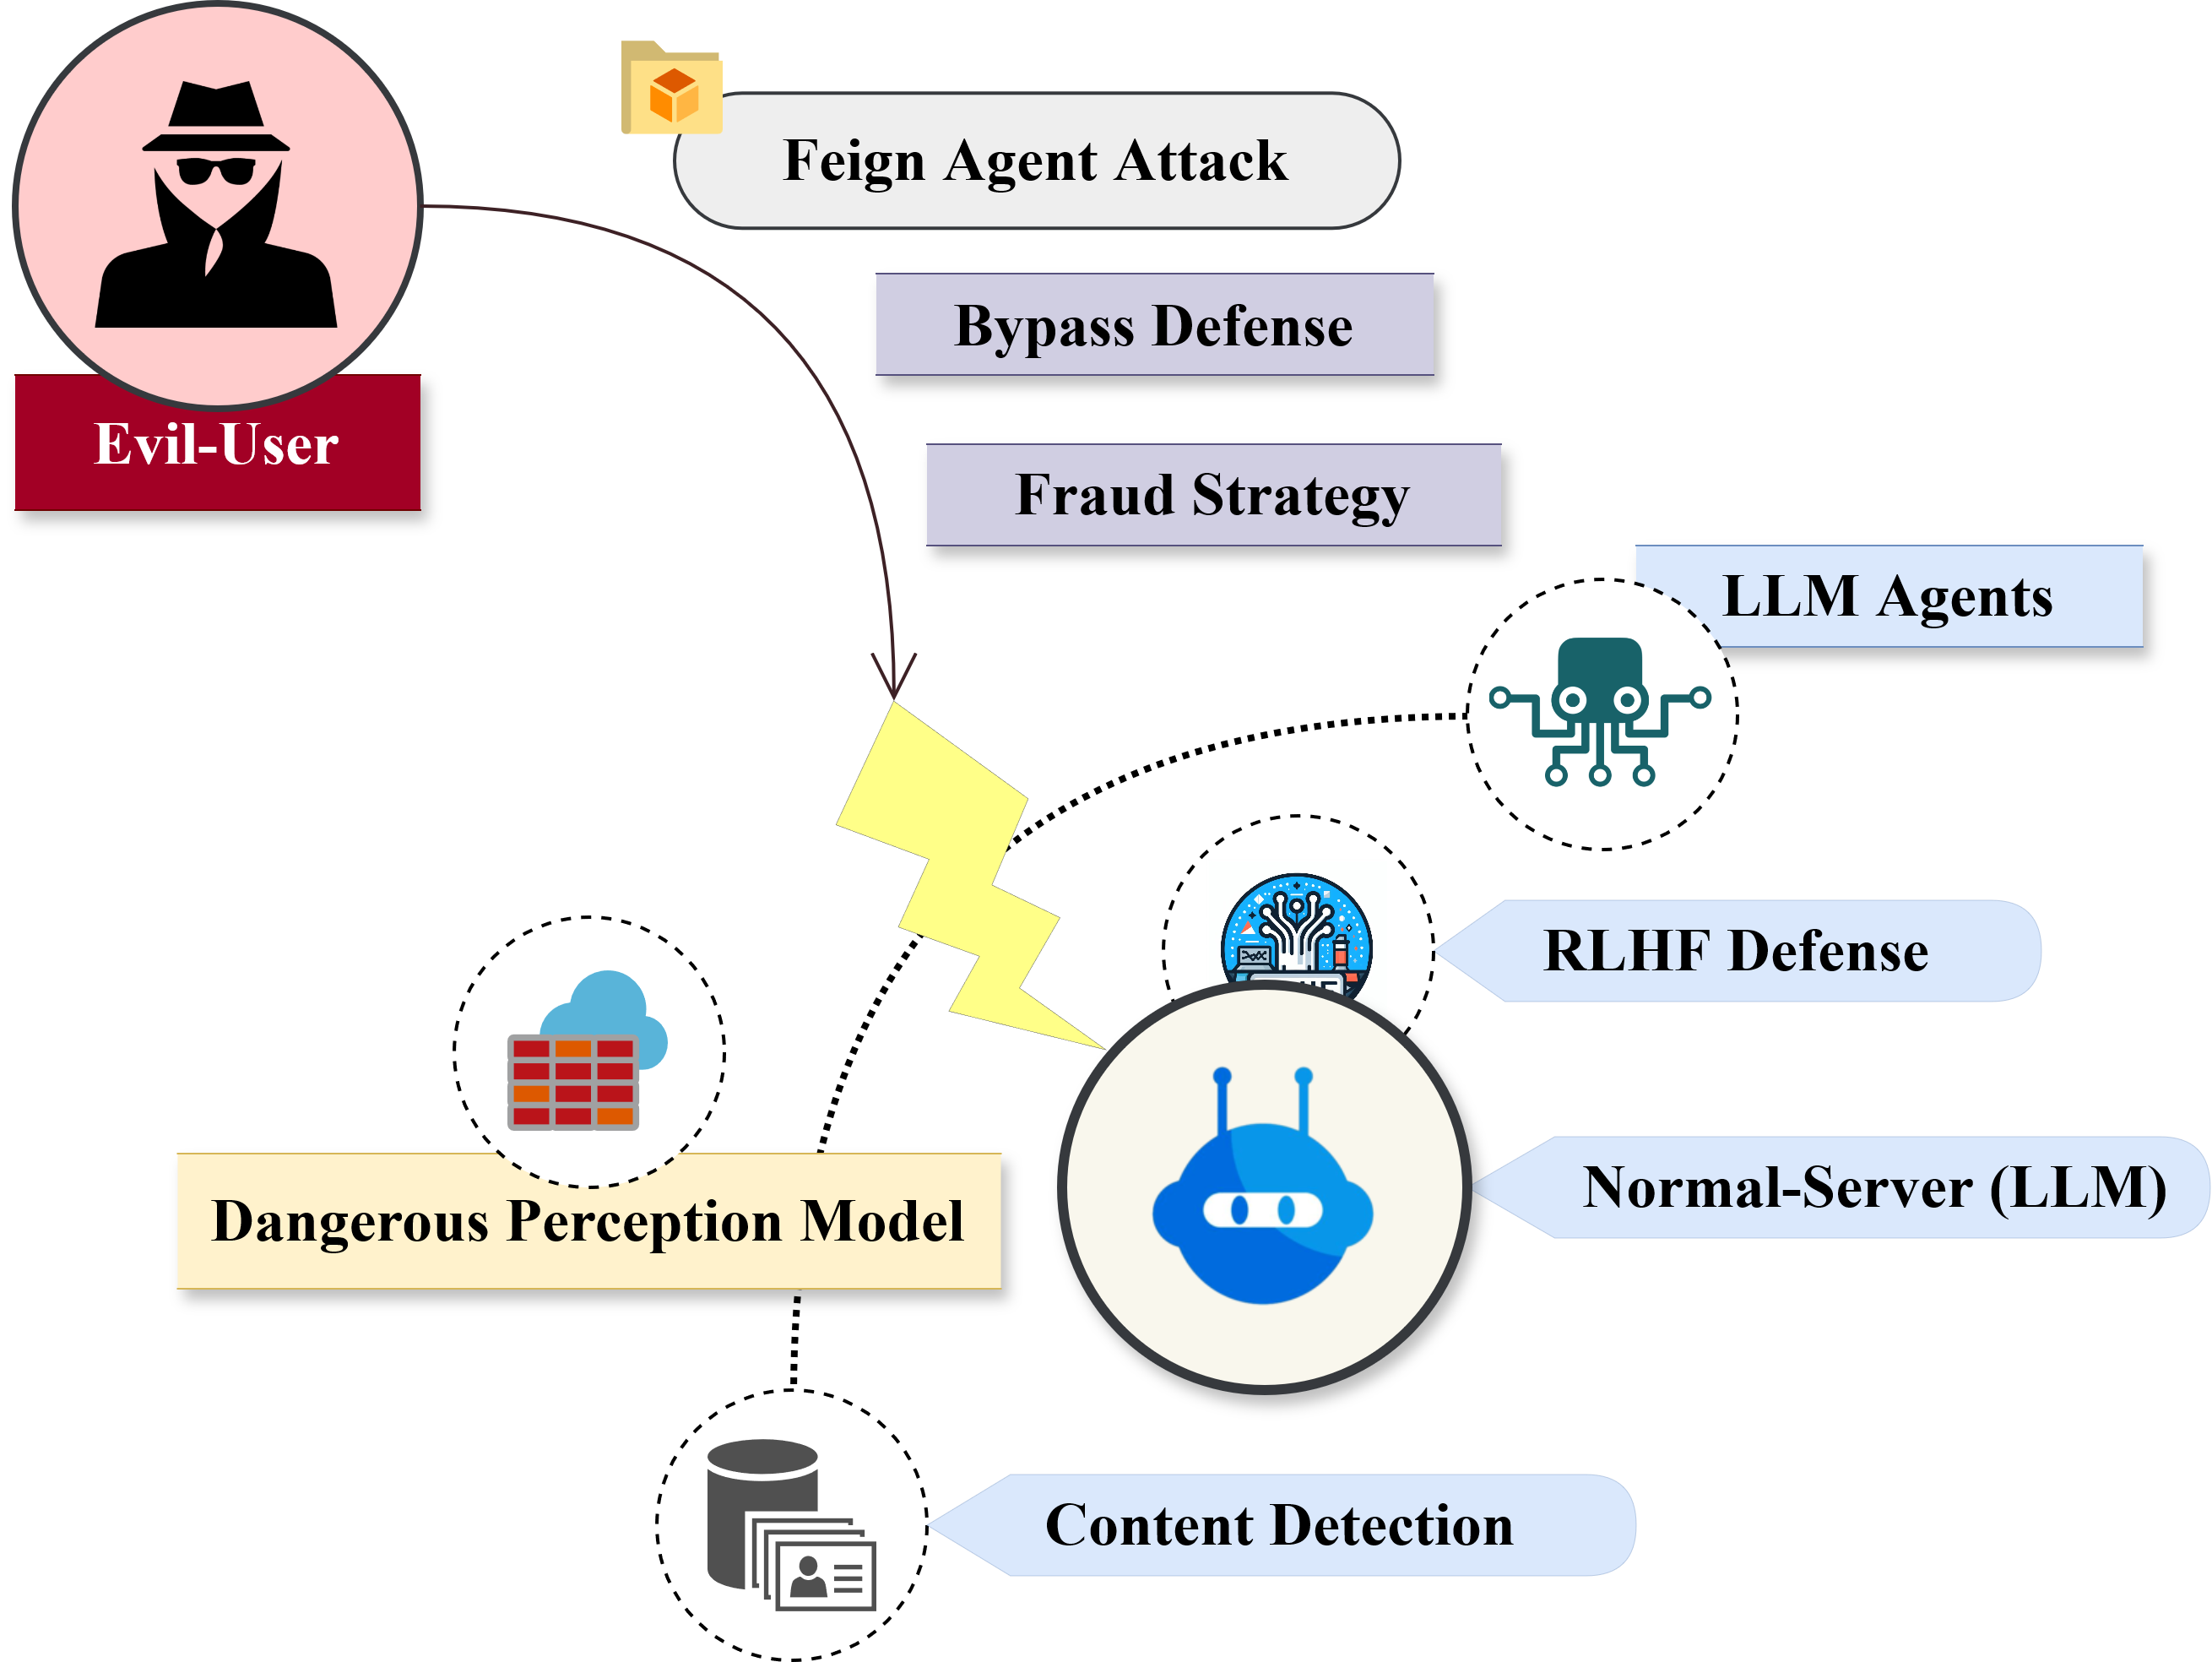 Feign Agent Attack
Bypass Defense
Evil-User
Fraud Strategy
LLM Agents
RLHF Defense
Normal-Server (LLM)
Dangerous Perception Model
Content Detection